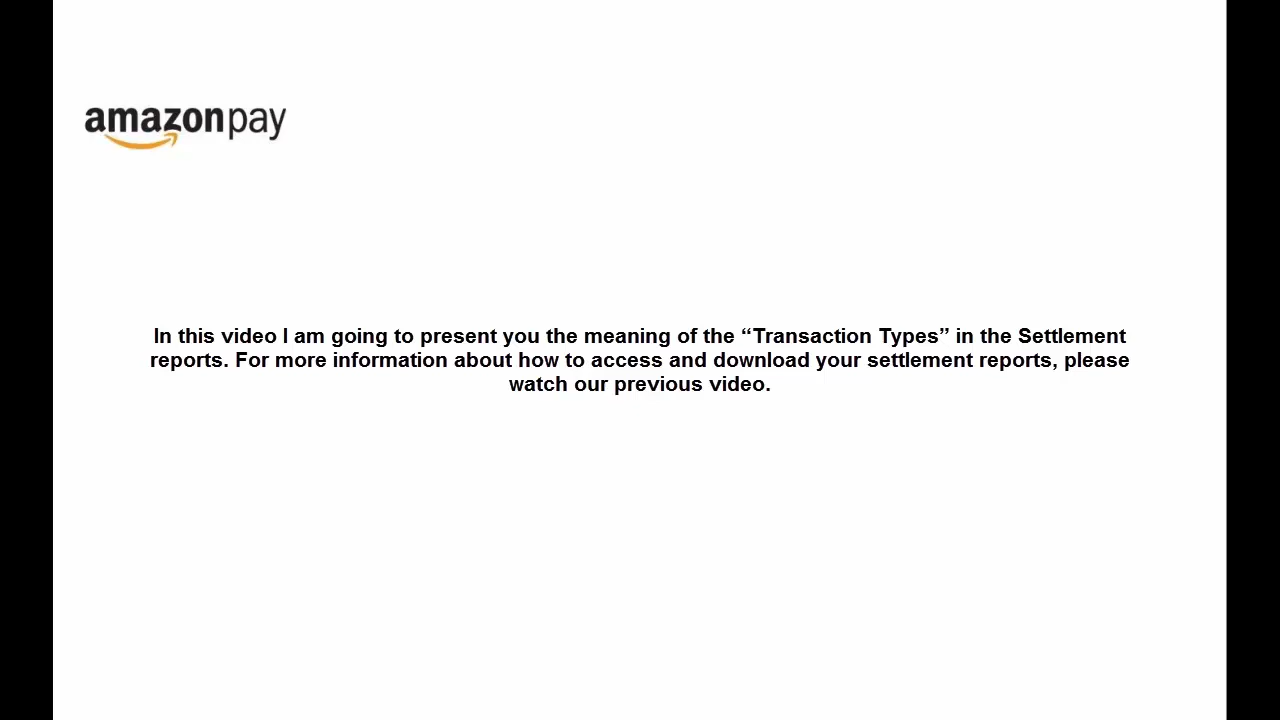 amazonpay
In this video I am going to present you the meaning of the “Transaction Types” in the Settlement
reports. For more information about how to access and download your settlement reports, please
watch our previous video.